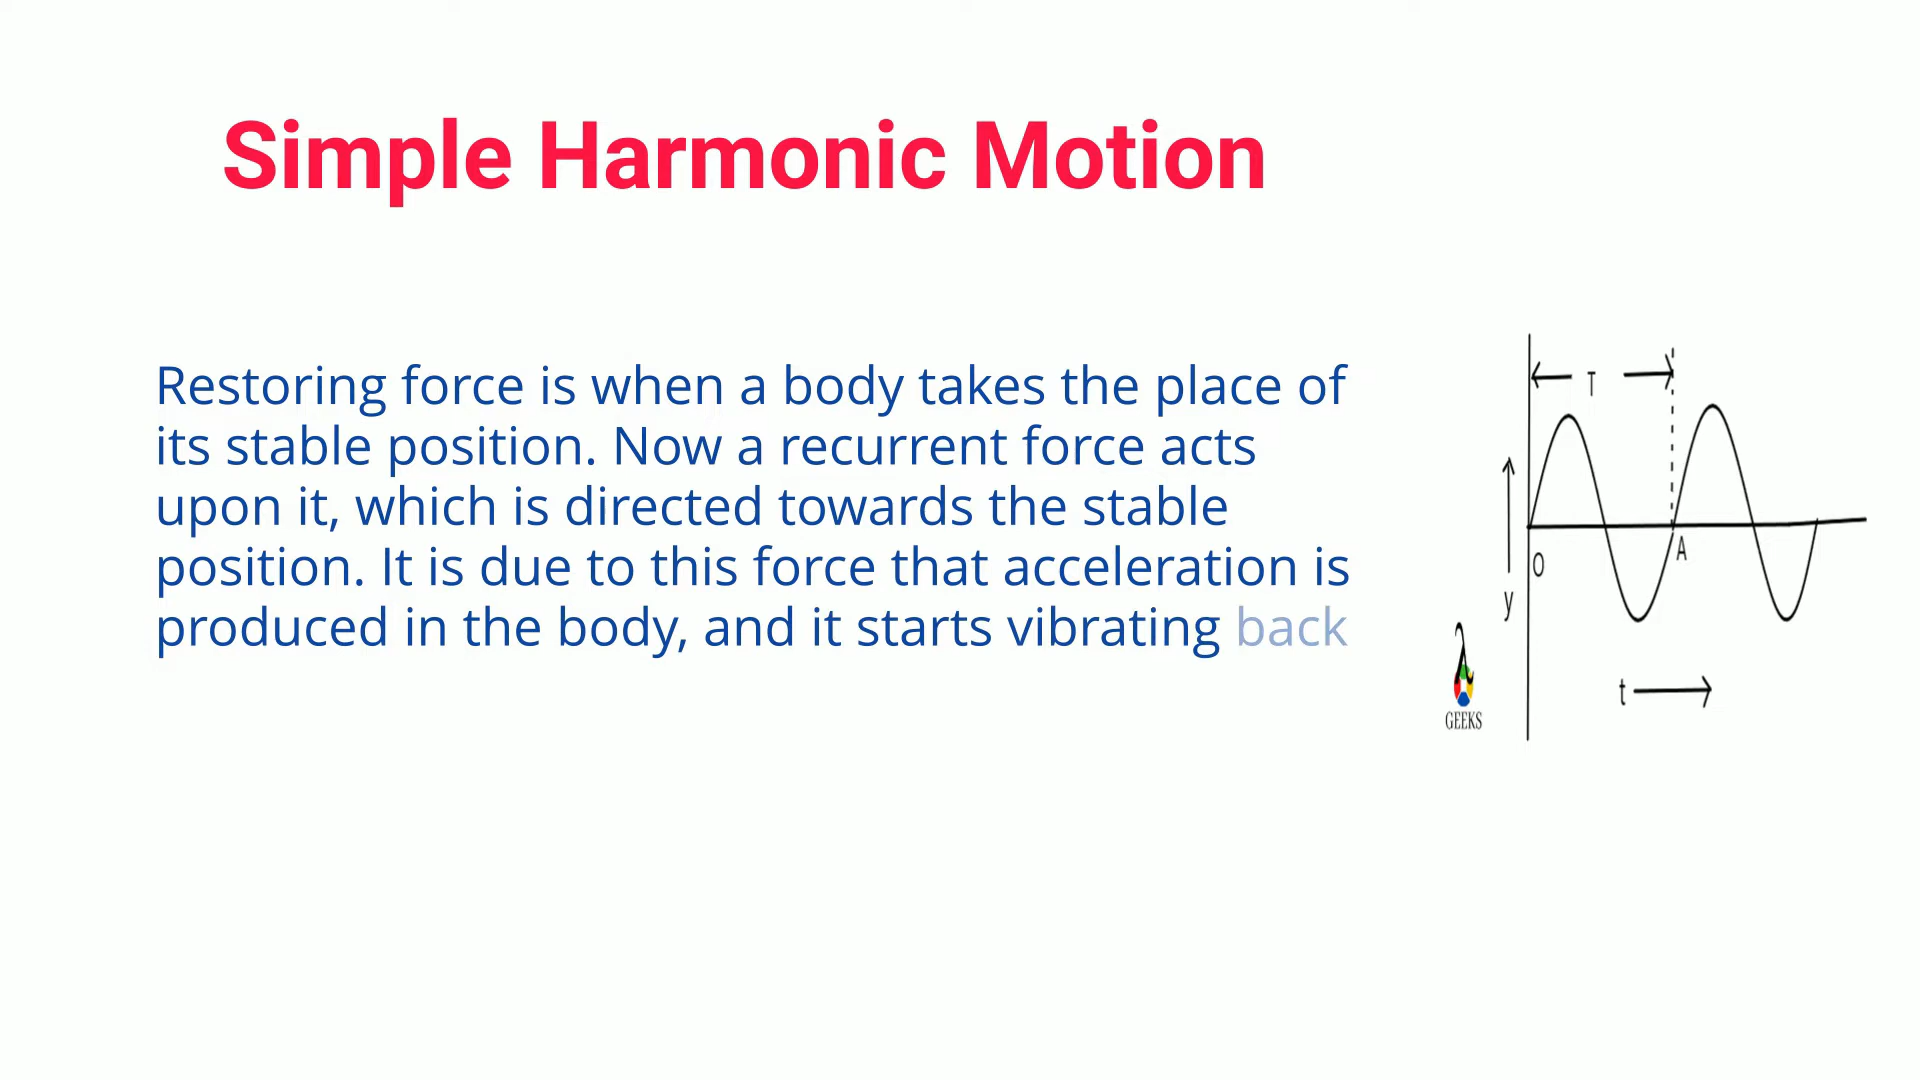 Simple Harmonic Motion
Restoring force is when a body takes the place of
its stable position. Now a recurrent force acts
upon it, which is directed towards the stable
position. It is due to this force that acceleration is
produced in the body, and it starts vibrating back
T
A
O
y
t
λ
GEEKS